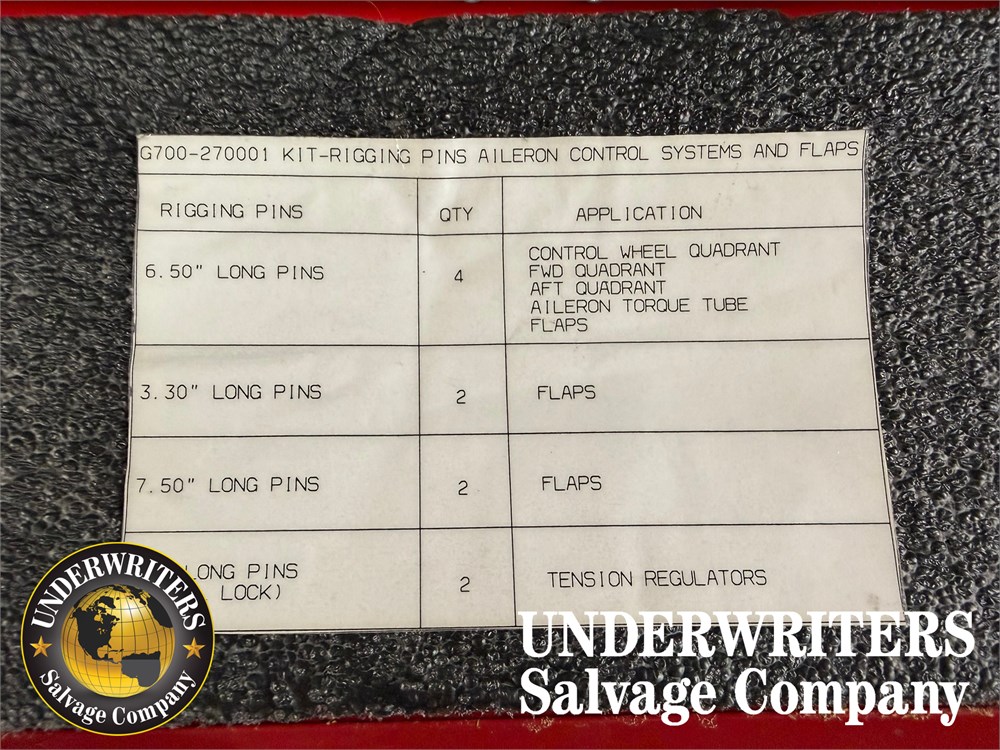 G700-270001 KIT-RIGGING PINS AILERON CONTROL SYSTEMS AND FLAPS
RIGGING PINS QTY APPLICATION
6.50" LONG PINS 4 CONTROL WHEEL QUADRANT
FWD QUADRANT
AFT QUADRANT
AILERON TORQUE TUBE
FLAPS
3.30" LONG PINS 2 FLAPS
7.50" LONG PINS 2 FLAPS
LONG PINS 2 TENSION REGULATORS
LOCK)
UNDERWRITERS
Salvage Company
UNDERWRITERS
Salvage Company